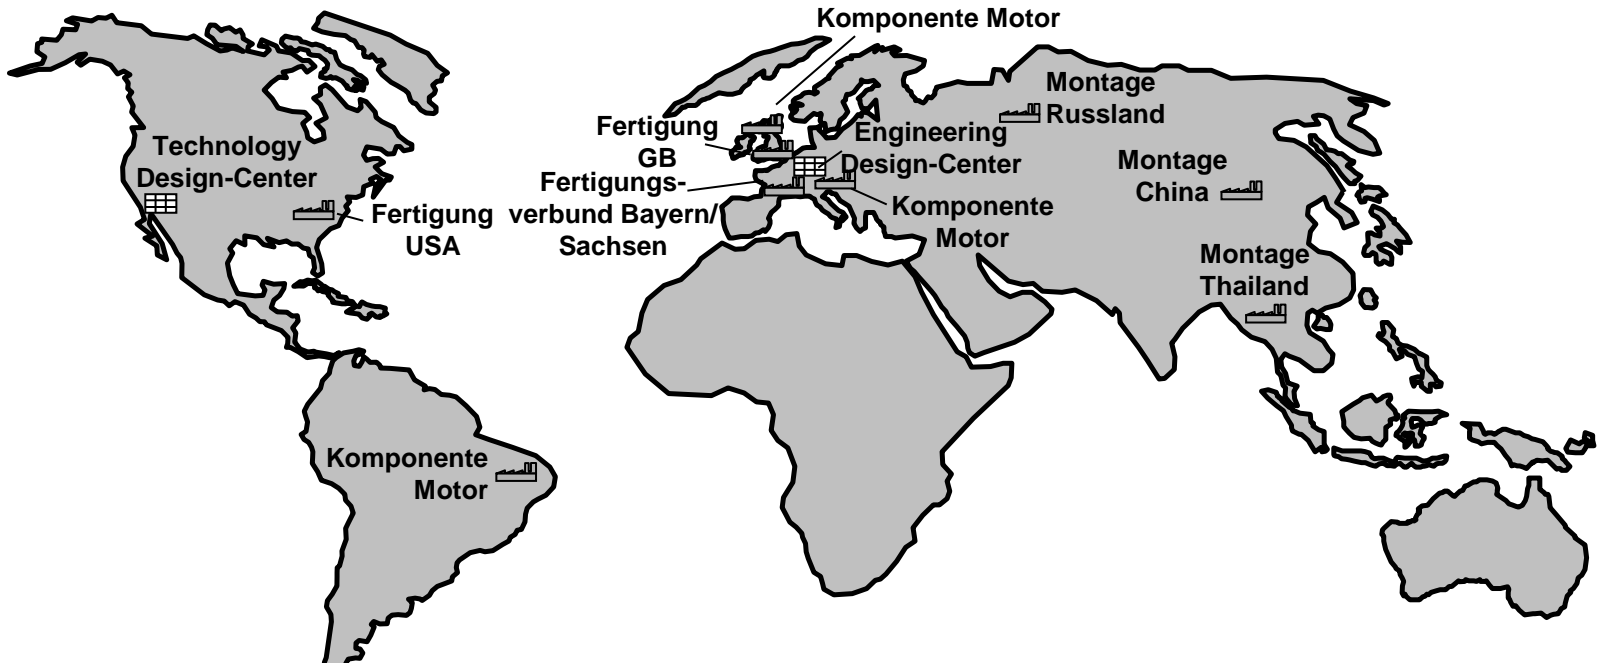 Komponente Motor
Montage
Russland
Fertigung
GB
Engineering
Design-Center
Technology
Design-Center
Montage
China
Fertigungs-
verbund Bayern/
Sachsen
Komponente
Motor
Fertigung
USA
Montage
Thailand
Komponente
Motor